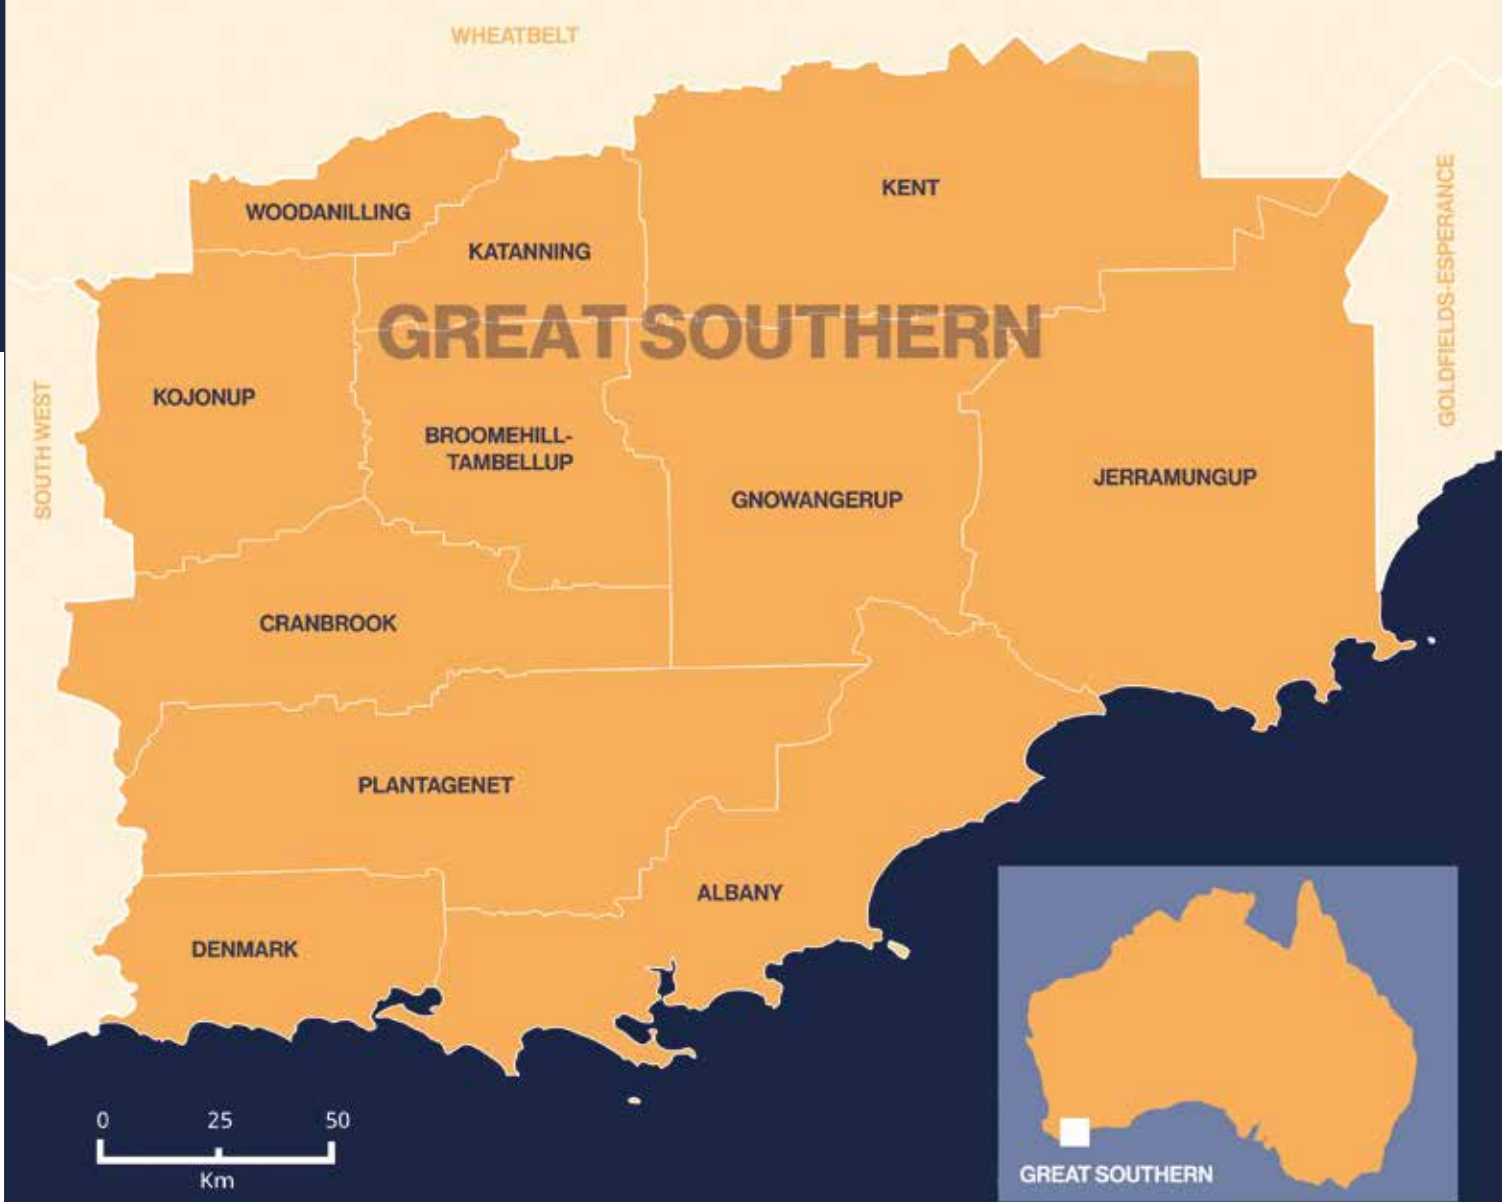 WHEATBELT
KENT
WOODANILLING
KATANNING
GOLDFIELDS-ESPERANCE
GREAT SOUTHERN
SOUTH WEST
KOJONUP
BROOMEHILL-
TAMBELLUP
JERRAMUNGUP
GNOWANGERUP
CRANBROOK
PLANTAGENET
ALBANY
DENMARK
0 25 50
Km
GREAT SOUTHERN